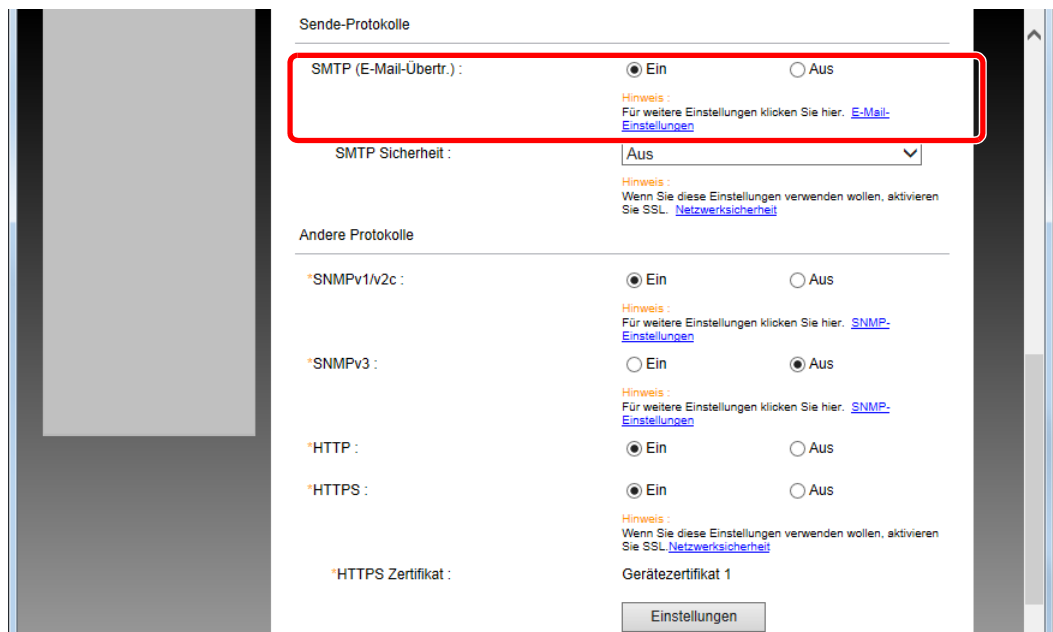 Sende-Protokolle
SMTP (E-Mail-Übertr.) : Ein Aus
Hinweis :
Für weitere Einstellungen klicken Sie hier. E-Mail-
Einstellungen
SMTP Sicherheit : Aus
Hinweis :
Wenn Sie diese Einstellungen verwenden wollen, aktivieren
Sie SSL. Netzwerksicherheit
Andere Protokolle
*SNMPv1/v2c : Ein Aus
Hinweis :
Für weitere Einstellungen klicken Sie hier. SNMP-
Einstellungen
*SNMPv3 : Ein Aus
Hinweis :
Für weitere Einstellungen klicken Sie hier. SNMP-
Einstellungen
*HTTP : Ein Aus
*HTTPS : Ein Aus
Hinweis :
Wenn Sie diese Einstellungen verwenden wollen, aktivieren
Sie SSL.Netzwerksicherheit
*HTTPS Zertifikat : Gerätezertifikat 1
Einstellungen